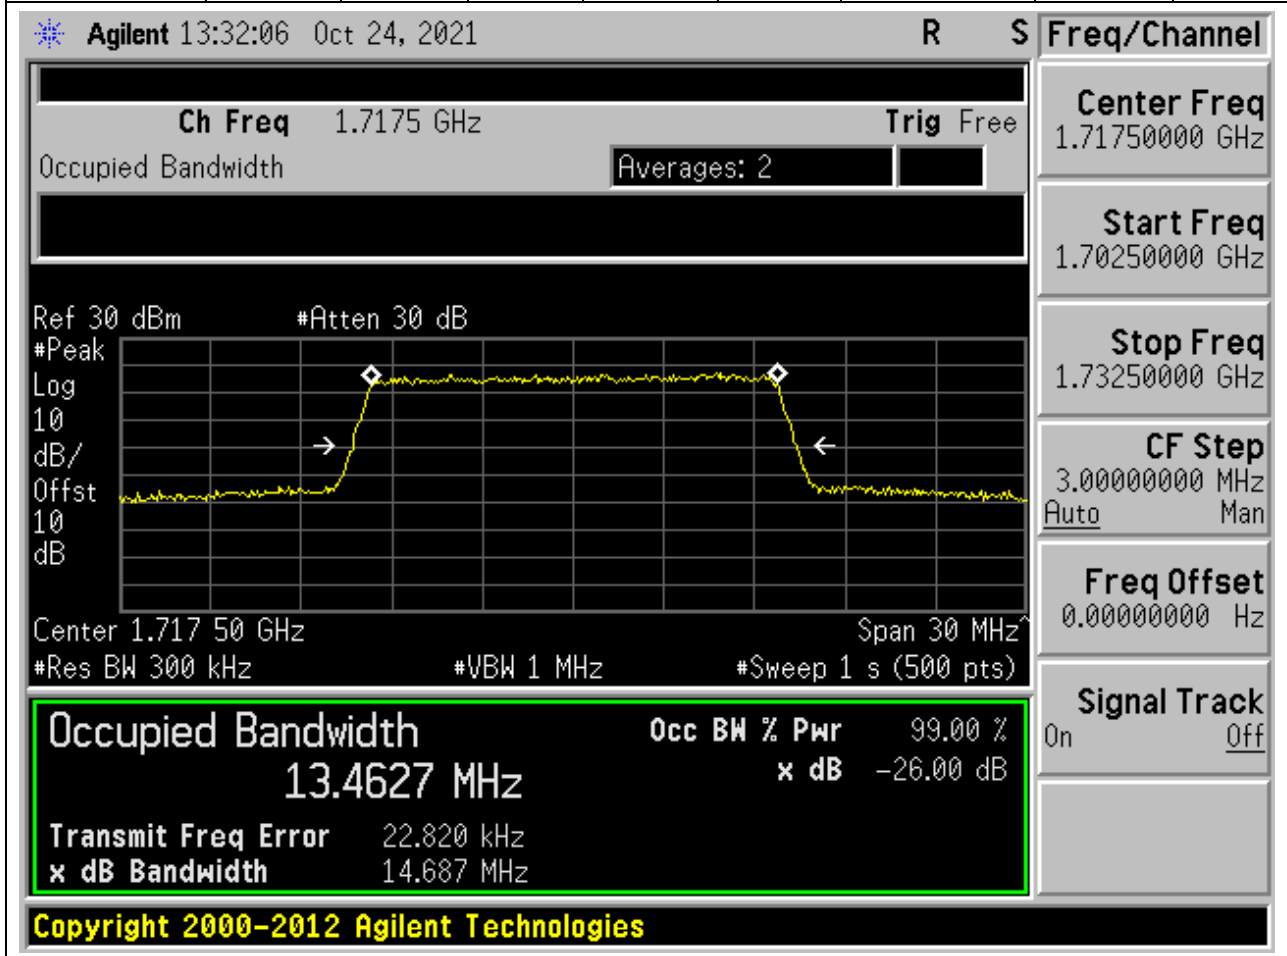 Agilent 13:32:06 Oct 24, 2021 R S
Freq/Channel
Ch Freq 1.7175 GHz Trig Free
Occupied Bandwidth Averages: 2
Ref 30 dBm #Atten 30 dB
#Peak
Log
10
dB/
Offst
10
dB
Center 1.717 50 GHz Span 30 MHz^
#Res BW 300 kHz #VBW 1 MHz #Sweep 1 s (500 pts)
Occupied Bandwidth Occ BW % Pwr 99.00 %
13.4627 MHz x dB -26.00 dB
Transmit Freq Error 22.820 kHz
x dB Bandwidth 14.687 MHz
Center Freq
1.71750000 GHz
Start Freq
1.70250000 GHz
Stop Freq
1.73250000 GHz
CF Step
3.00000000 MHz
Auto Man
Freq Offset
0.00000000 Hz
Signal Track
On Off
Copyright 2000-2012 Agilent Technologies